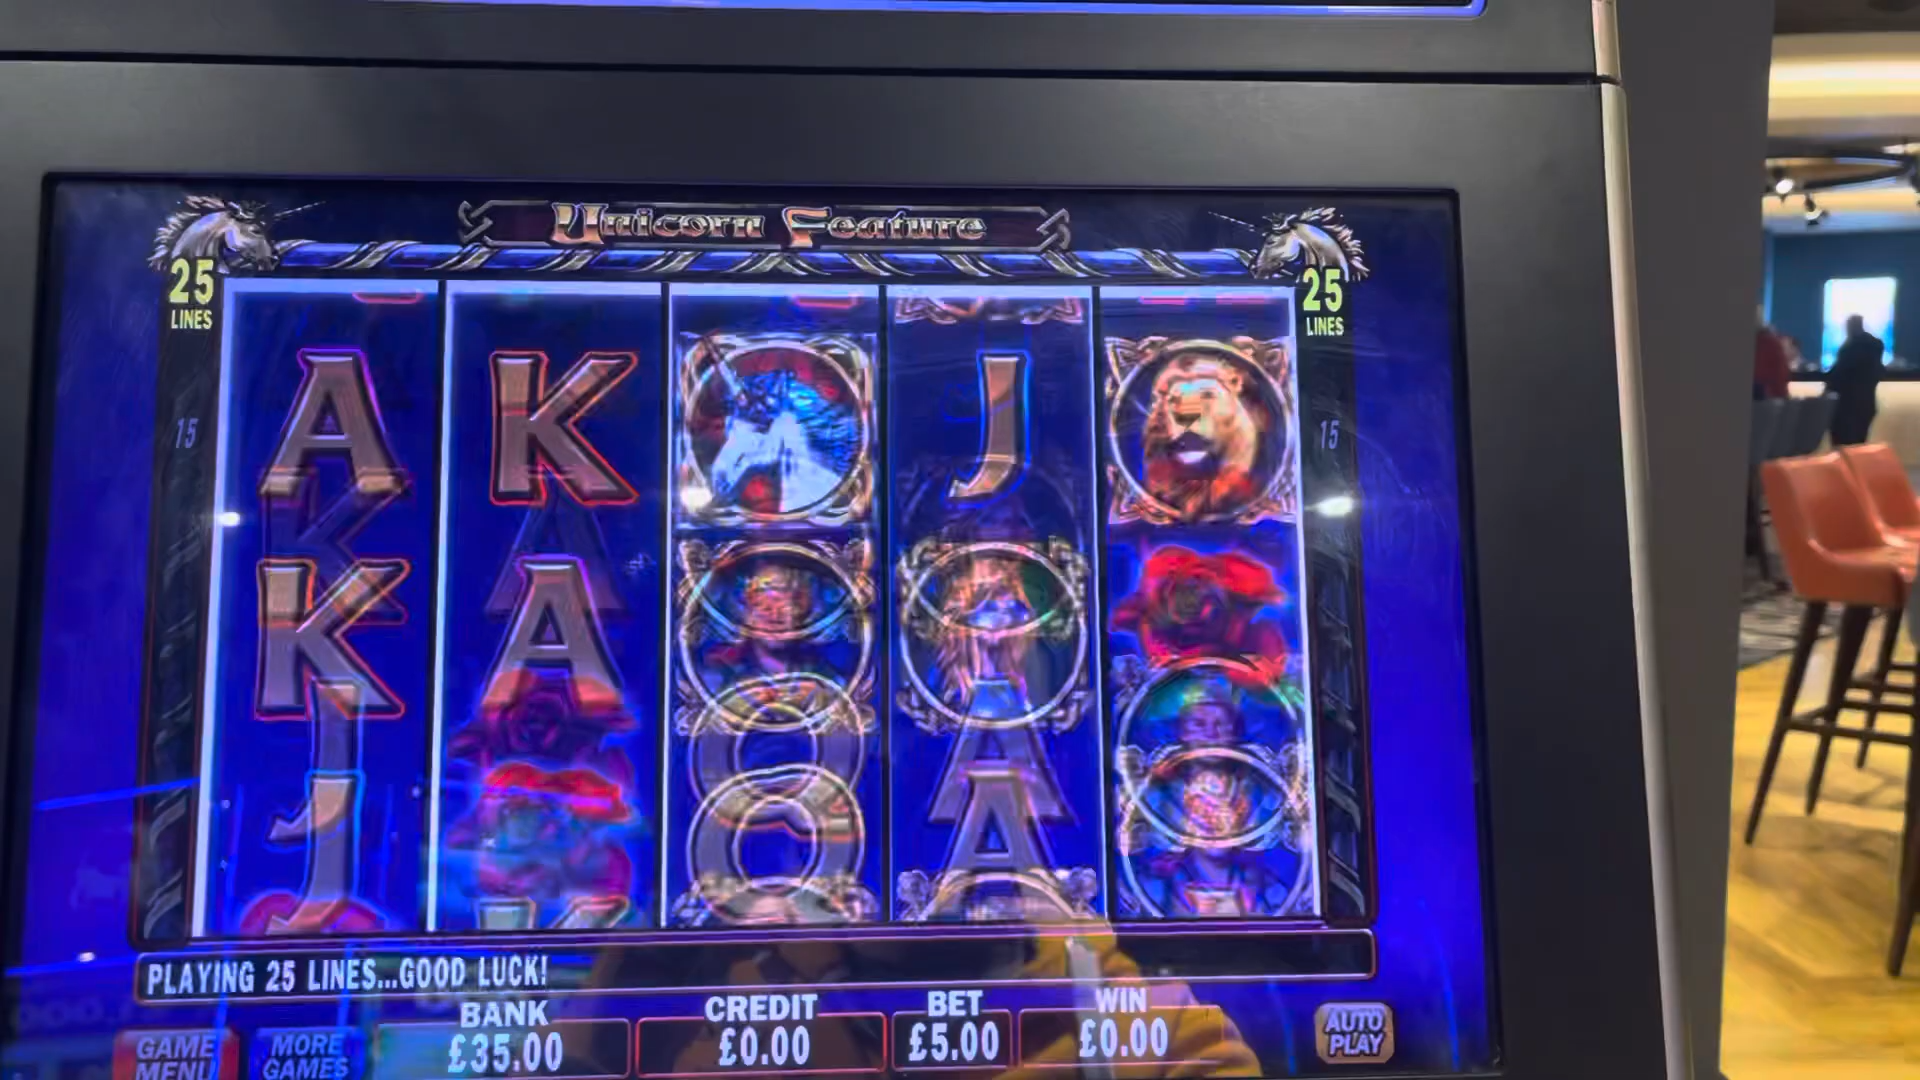 Unicorn Feature
25
LINES
25
LINES
15
15
A
K
J
K
A
J
A
PLAYING 25 LINES...GOOD LUCK!
BANK
£35.00
CREDIT
£0.00
BET
£5.00
WIN
£0.00
GAME
MENU
MORE
GAMES
AUTO
PLAY